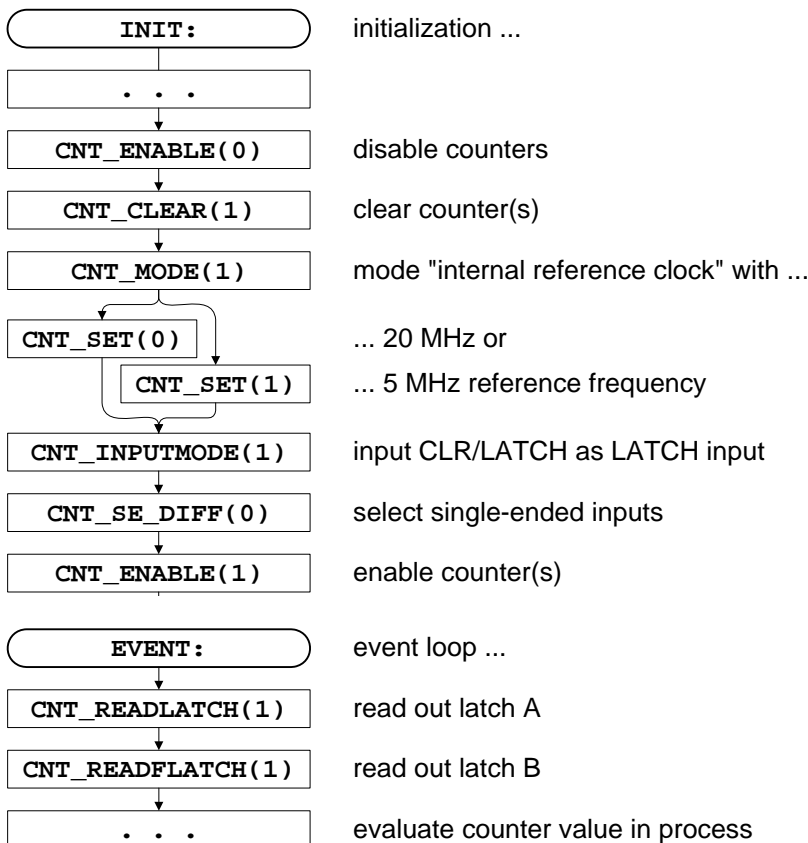 INIT: initialization ...
. . .
CNT_ENABLE(0) disable counters
CNT_CLEAR(1) clear counter(s)
CNT_MODE(1) mode "internal reference clock" with ...
CNT_SET(0) ... 20 MHz or
CNT_SET(1) ... 5 MHz reference frequency
CNT_INPUTMODE(1) input CLR/LATCH as LATCH input
CNT_SE_DIFF(0) select single-ended inputs
CNT_ENABLE(1) enable counter(s)
EVENT: event loop ...
CNT_READLATCH(1) read out latch A
CNT_READFLATCH(1) read out latch B
. . . evaluate counter value in process